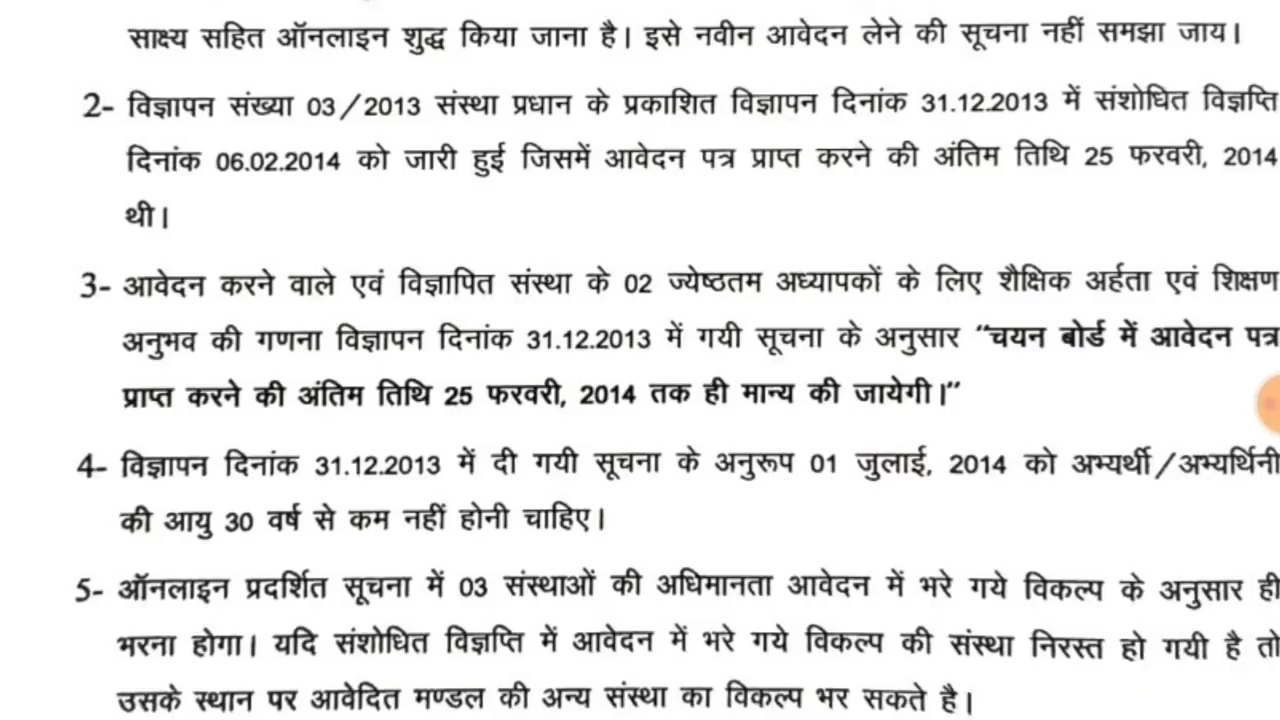 साक्ष्य सहित ऑनलाइन शुद्ध किया जाना है। इसे नवीन आवेदन लेने की सूचना नहीं समझा जाय।
2- विज्ञापन संख्या 03/2013 संस्था प्रधान के प्रकाशित विज्ञापन दिनांक 31.12.2013 में संशोधित विज्ञप्ति
दिनांक 06.02.2014 को जारी हुई जिसमें आवेदन पत्र प्राप्त करने की अंतिम तिथि 25 फरवरी, 2014
थी।
3- आवेदन करने वाले एवं विज्ञापित संस्था के 02 ज्येष्ठतम अध्यापकों के लिए शैक्षिक अर्हता एवं शिक्षण
अनुभव की गणना विज्ञापन दिनांक 31.12.2013 में गयी सूचना के अनुसार "चयन बोर्ड में आवेदन पत्र
प्राप्त करने की अंतिम तिथि 25 फरवरी, 2014 तक ही मान्य की जायेगी।"
4- विज्ञापन दिनांक 31.12.2013 में दी गयी सूचना के अनुरूप 01 जुलाई, 2014 को अभ्यर्थी/अभ्यर्थिनी
की आयु 30 वर्ष से कम नहीं होनी चाहिए।
5- ऑनलाइन प्रदर्शित सूचना में 03 संस्थाओं की अधिमानता आवेदन में भरे गये विकल्प के अनुसार ही
भरना होगा। यदि संशोधित विज्ञप्ति में आवेदन में भरे गये विकल्प की संस्था निरस्त हो गयी है तो
उसके स्थान पर आवेदित मण्डल की अन्य संस्था का विकल्प भर सकते है।